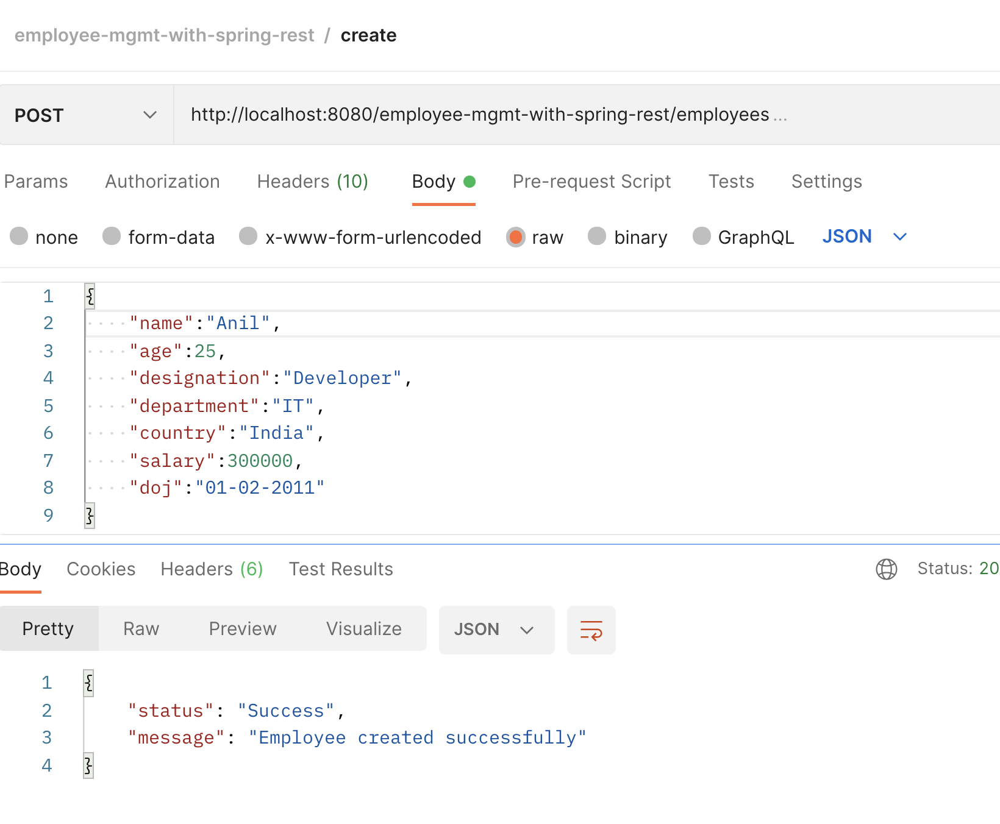 employee-mgmt-with-spring-rest / create
POST http://localhost:8080/employee-mgmt-with-spring-rest/employees ...
Params Authorization Headers (10) Body Pre-request Script Tests Settings
none form-data x-www-form-urlencoded raw binary GraphQL JSON
1 {
2 "name":"Anil",
3 "age":25,
4 "designation":"Developer",
5 "department":"IT",
6 "country":"India",
7 "salary":300000,
8 "doj":"01-02-2011"
9 }
Body Cookies Headers (6) Test Results Status: 20
Pretty Raw Preview Visualize JSON
1 {
2 "status": "Success",
3 "message": "Employee created successfully"
4 }